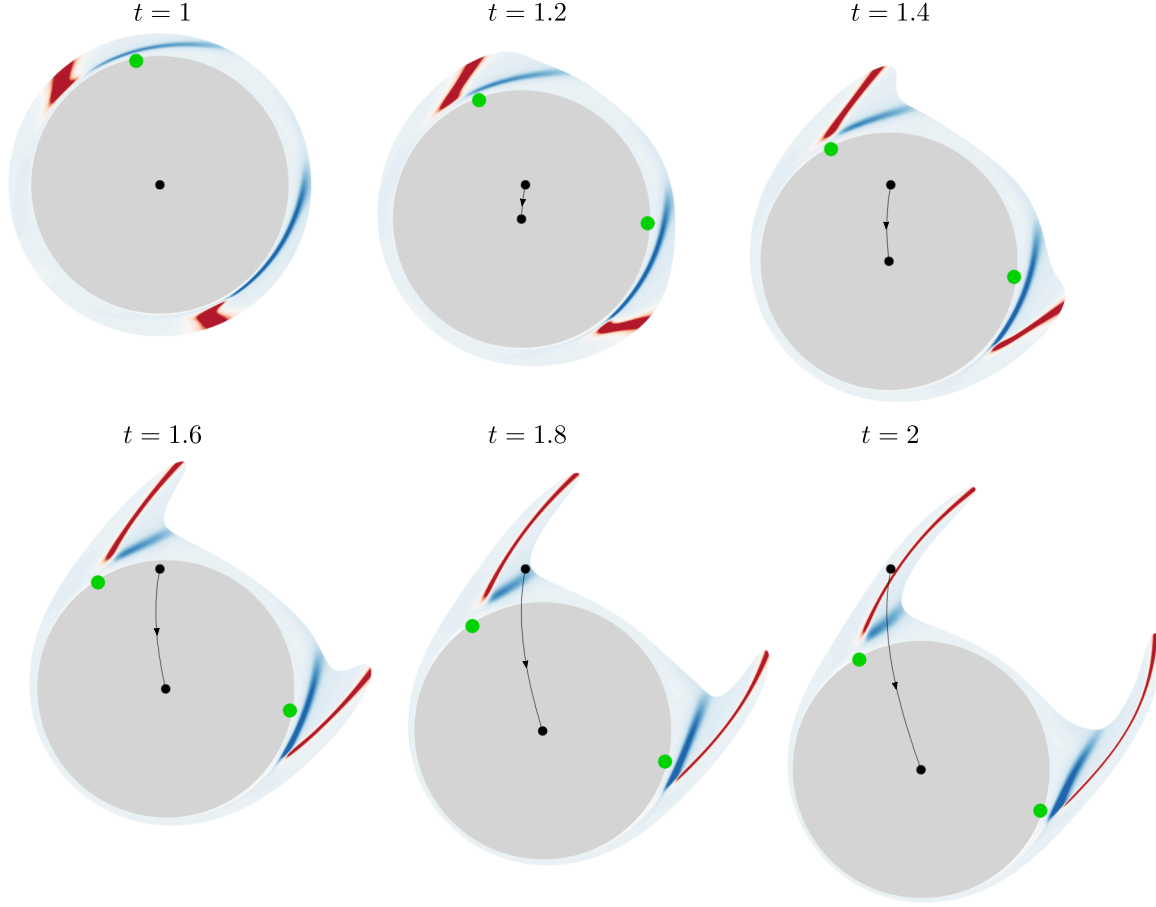 t = 1
t = 1.2
t = 1.4
t = 1.6
t = 1.8
t = 2